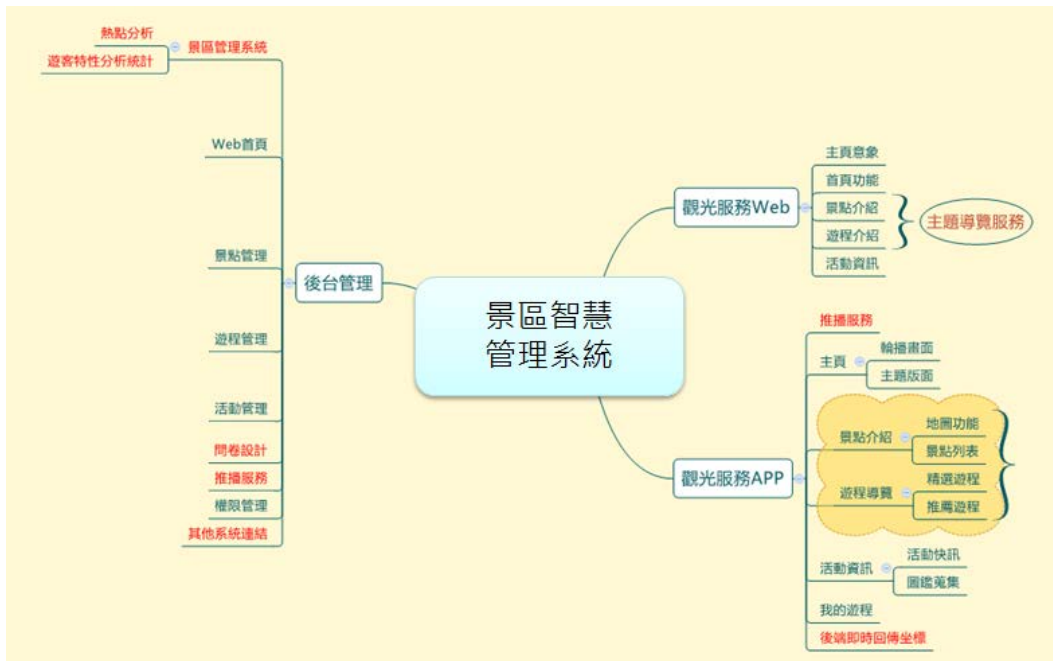 景區智慧
管理系統
後台管理
景區管理系統
熱點分析
遊客特性分析統計
Web首頁
景點管理
遊程管理
活動管理
問卷設計
推播服務
權限管理
其他系統連結
觀光服務Web
主頁意象
首頁功能
景點介紹
遊程介紹
活動資訊
主題導覽服務
觀光服務APP
推播服務
主頁
輪播畫面
主題版面
景點介紹
地圖功能
景點列表
遊程導覽
精選遊程
推薦遊程
活動資訊
活動快訊
圖鑑蒐集
我的遊程
後端即時回傳坐標